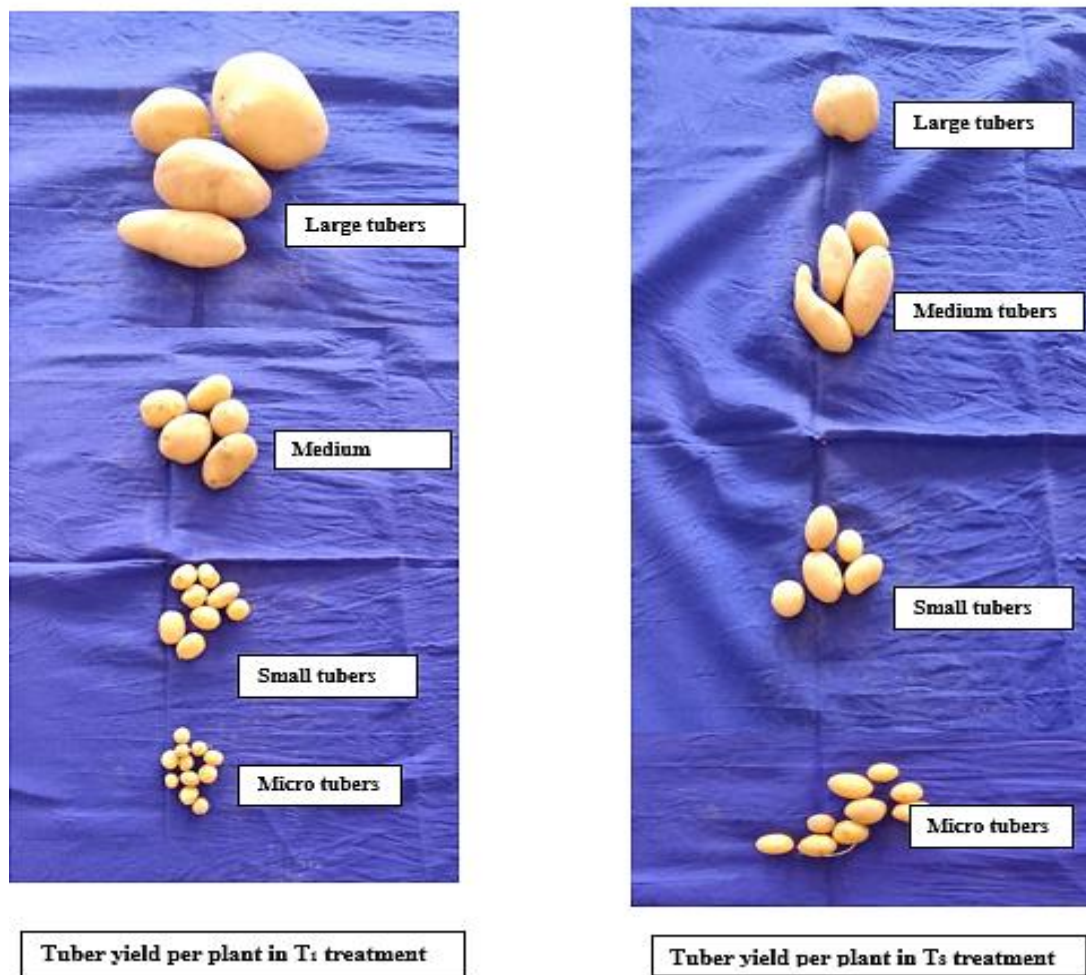 Large tubers
Medium
Small tubers
Micro tubers
Tuber yield per plant in T₁ treatment
Large tubers
Medium tubers
Small tubers
Micro tubers
Tuber yield per plant in T₈ treatment